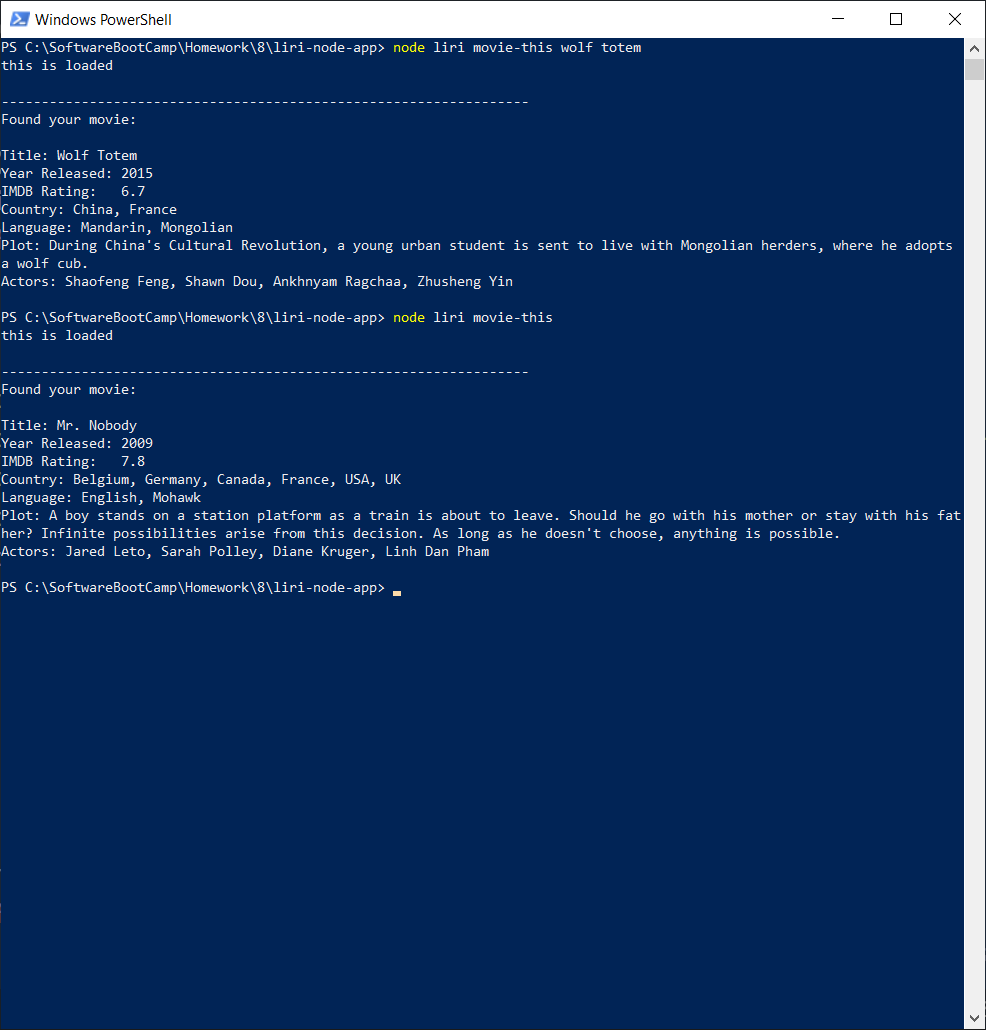 Windows PowerShell
PS C:\SoftwareBootCamp\Homework\8\liri-node-app> node liri movie-this wolf totem
this is loaded
------------------------------------------------------------------
Found your movie:
Title: Wolf Totem
Year Released: 2015
IMDB Rating:   6.7
Country: China, France
Language: Mandarin, Mongolian
Plot: During China's Cultural Revolution, a young urban student is sent to live with Mongolian herders, where he adopts
a wolf cub.
Actors: Shaofeng Feng, Shawn Dou, Ankhnyam Ragchaa, Zhusheng Yin
PS C:\SoftwareBootCamp\Homework\8\liri-node-app> node liri movie-this
this is loaded
------------------------------------------------------------------
Found your movie:
Title: Mr. Nobody
Year Released: 2009
IMDB Rating:   7.8
Country: Belgium, Germany, Canada, France, USA, UK
Language: English, Mohawk
Plot: A boy stands on a station platform as a train is about to leave. Should he go with his mother or stay with his fat
her? Infinite possibilities arise from this decision. As long as he doesn't choose, anything is possible.
Actors: Jared Leto, Sarah Polley, Diane Kruger, Linh Dan Pham
PS C:\SoftwareBootCamp\Homework\8\liri-node-app>